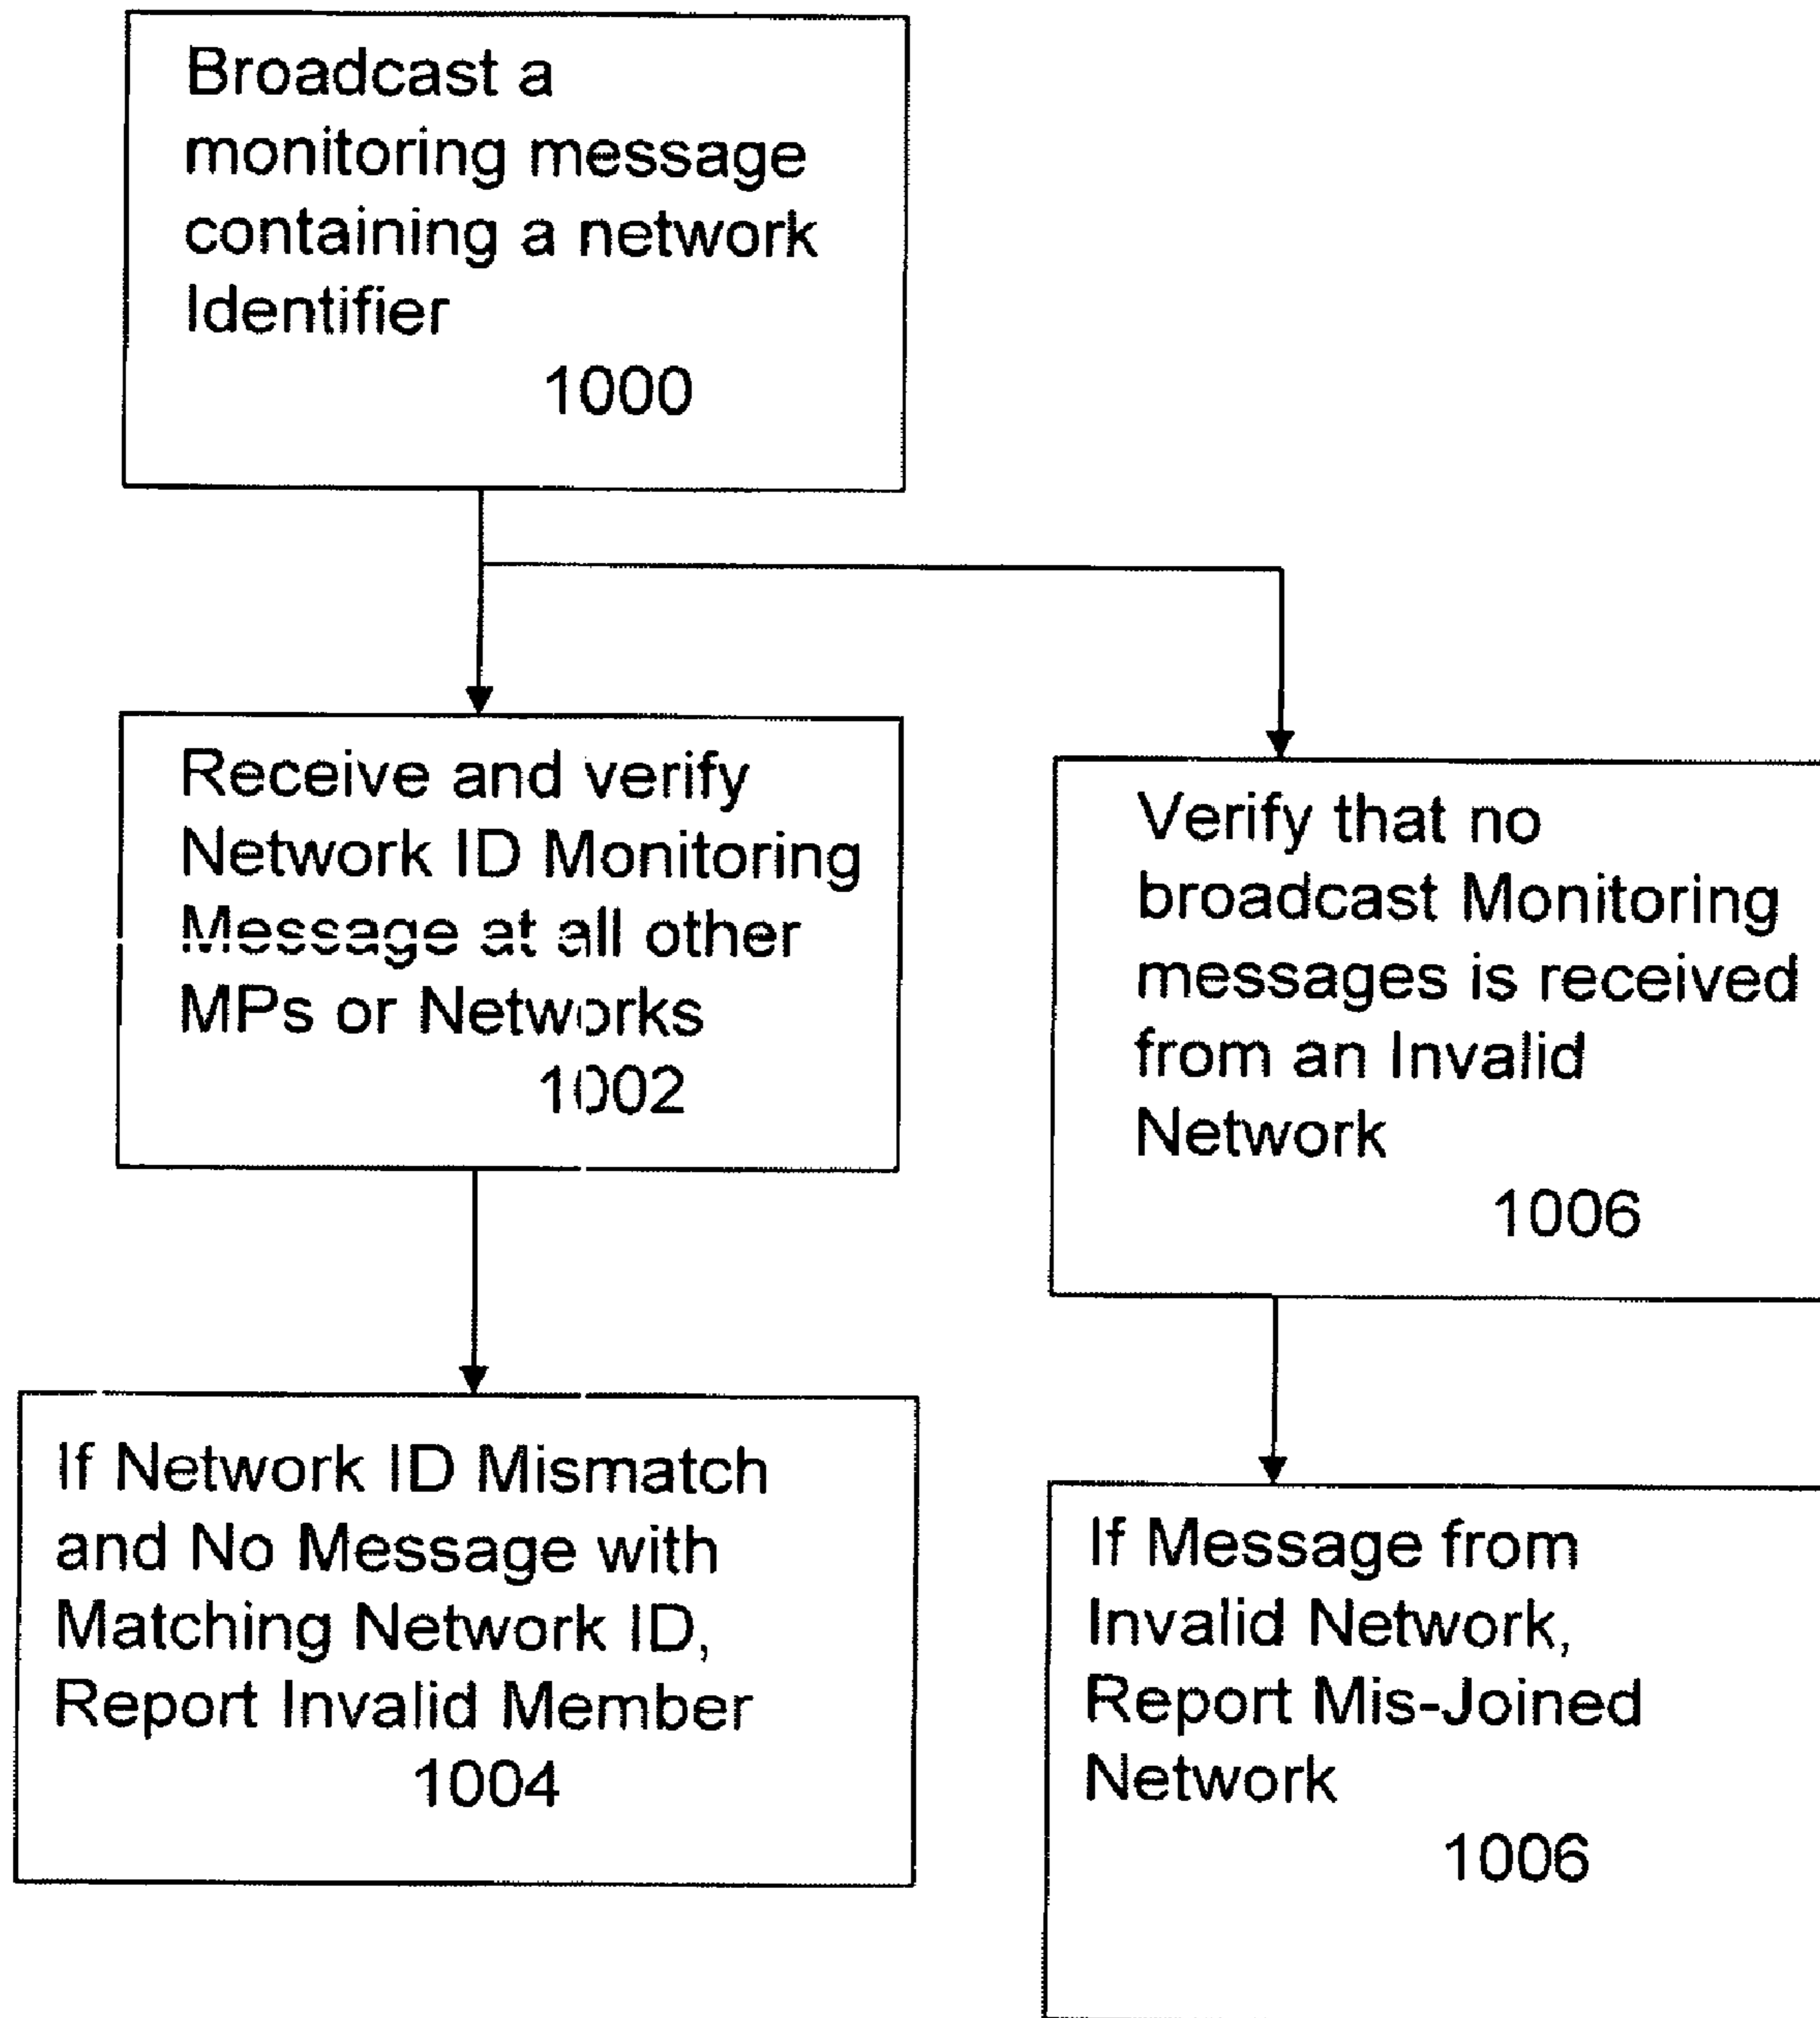 Broadcast a
monitoring message
containing a network
Identifier
1000
Receive and verify
Network ID Monitoring
Message at all other
MPs or Networks
1002
Verify that no
broadcast Monitoring
messages is received
from an Invalid
Network
1006
If Network ID Mismatch
and No Message with
Matching Network ID,
Report Invalid Member
1004
If Message from
Invalid Network,
Report Mis-Joined
Network
1006